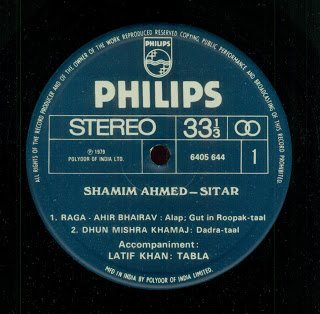 ALL RIGHTS OF THE RECORD PRODUCER AND OF THE OWNER OF THE WORK REPRODUCED RESERVED COPYING PUBLIC PERFORMANCE AND BROADCASTING OF THIS RECORD PROHIBITED.
PHILIPS
PHILIPS
STEREO
33 1/3
℗ 1979
POLYDOR OF INDIA LTD.
6405 644
1
SHAMIM AHMED – SITAR
1. RAGA - AHIR BHAIRAV : Alap; Gut in Roopak-taal
2. DHUN MISHRA KHAMAJ: Dadra-taal
Accompaniment:
LATIF KHAN: TABLA
MFD IN INDIA BY POLYDOR OF INDIA LIMITED.